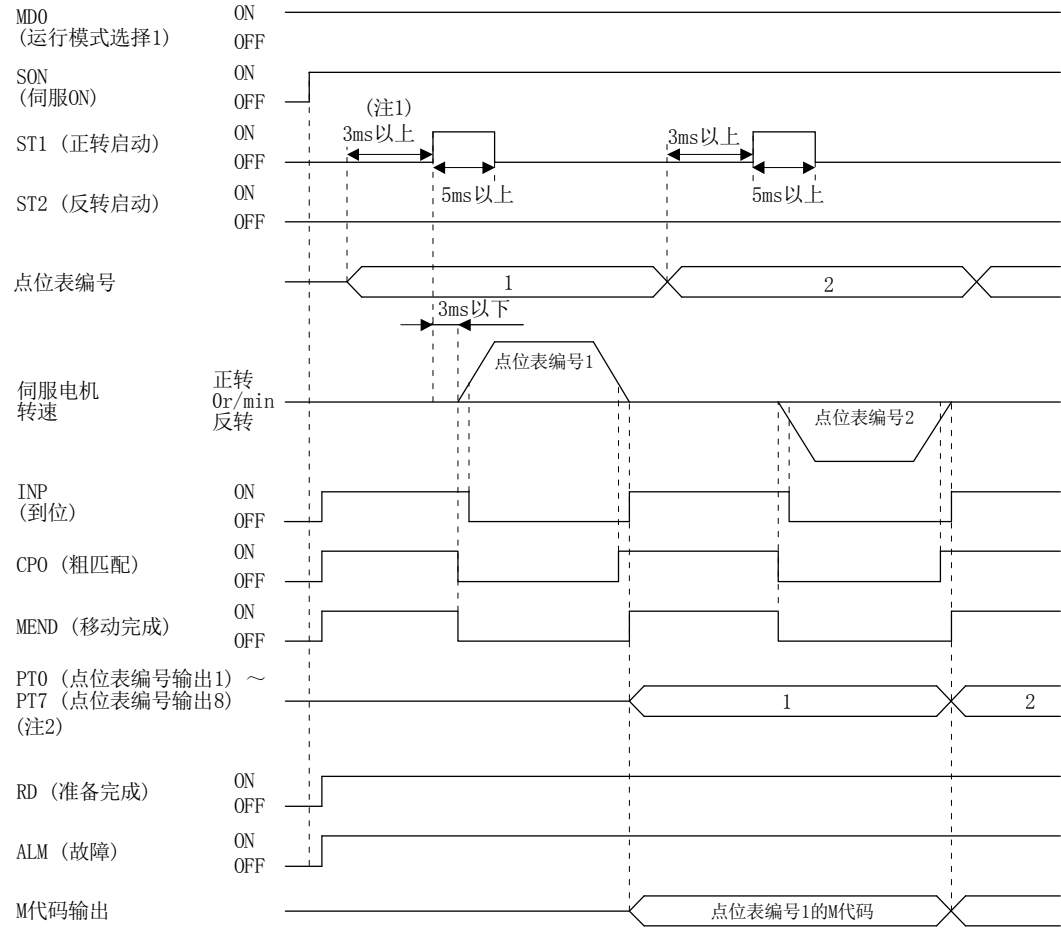 MD0
(运行模式选择1)
ON
OFF
SON
(伺服ON)
ON
OFF
ST1 (正转启动)
ON
OFF
(注1)
3ms以上
5ms以上
3ms以上
5ms以上
ST2 (反转启动)
ON
OFF
点位表编号
1
2
3ms以下
伺服电机
转速
正转
0r/min
反转
点位表编号1
点位表编号2
INP
(到位)
ON
OFF
CPO (粗匹配)
ON
OFF
MEND (移动完成)
ON
OFF
PT0 (点位表编号输出1) ～
PT7 (点位表编号输出8)
(注2)
1
2
RD (准备完成)
ON
OFF
ALM (故障)
ON
OFF
M代码输出
点位表编号1的M代码